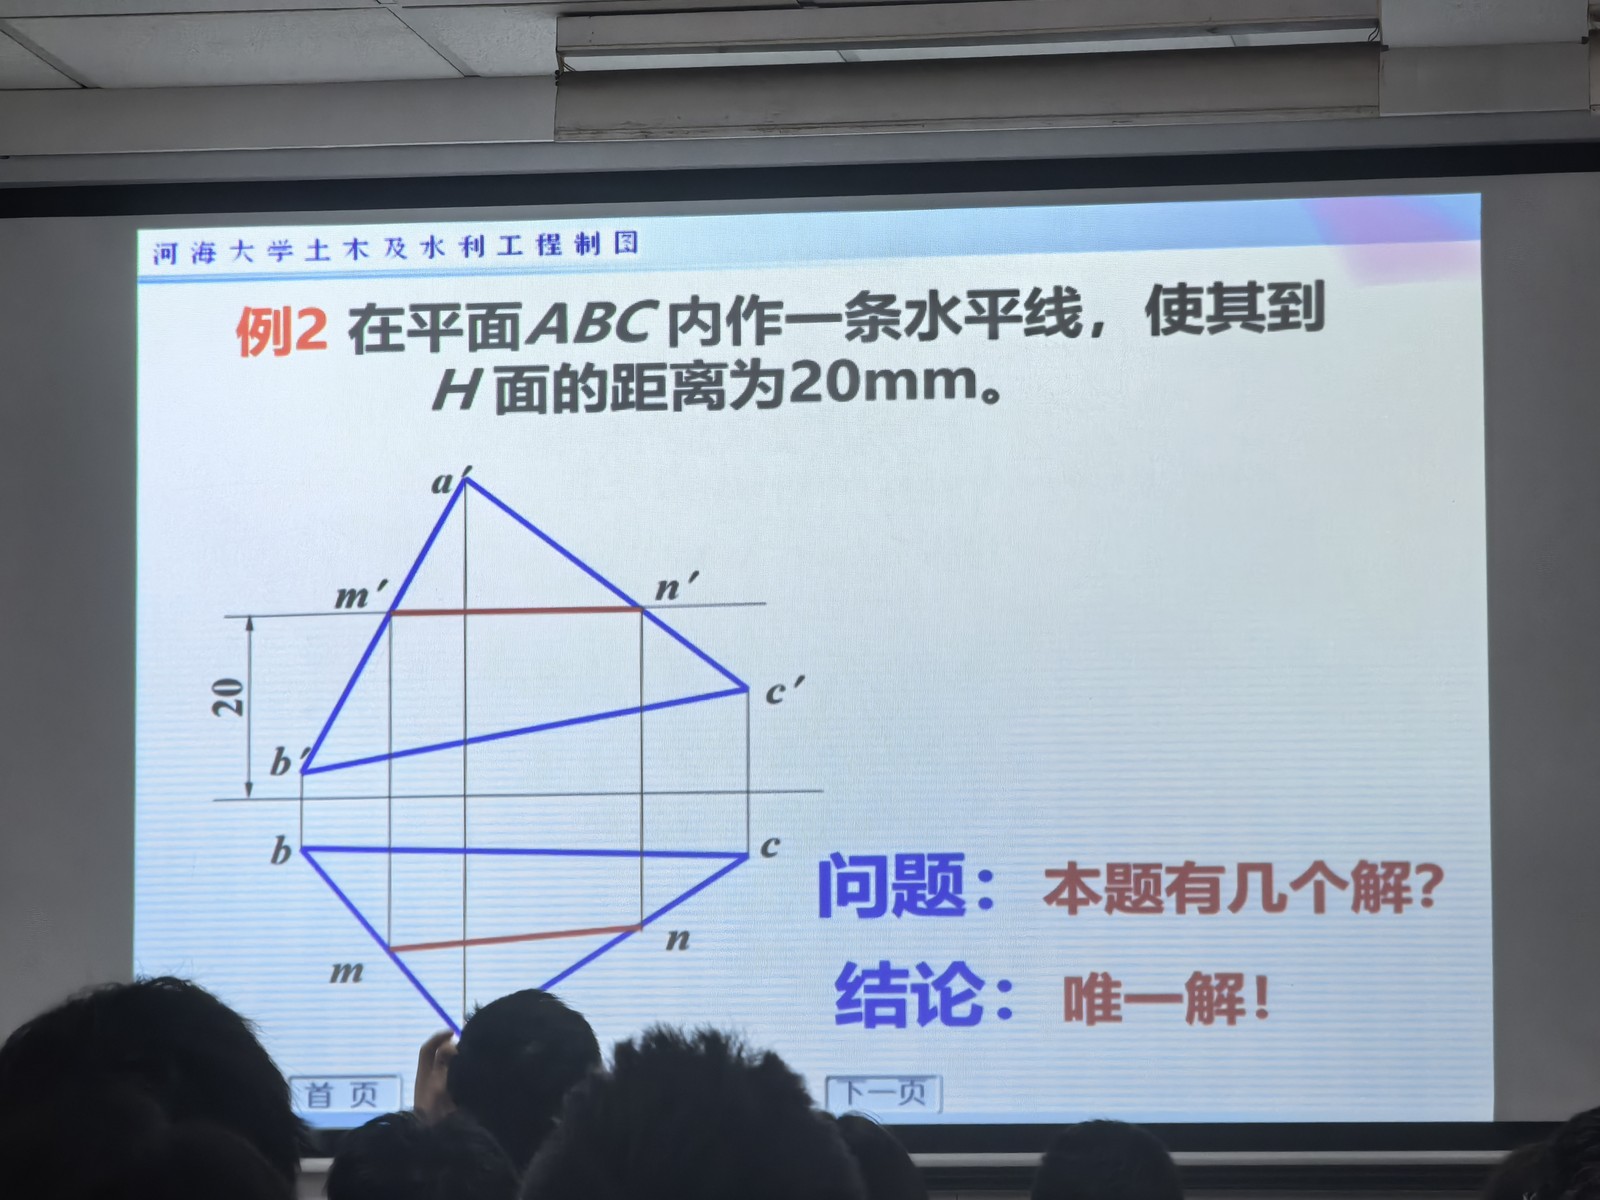 河海大学土木及水利工程制图
例2 在平面ABC内作一条水平线，使其到
H面的距离为20mm。
a′
m′
n′
20
c′
b′
b
c
问题：本题有几个解？
n
m
结论：唯一解！
首 页
下一页